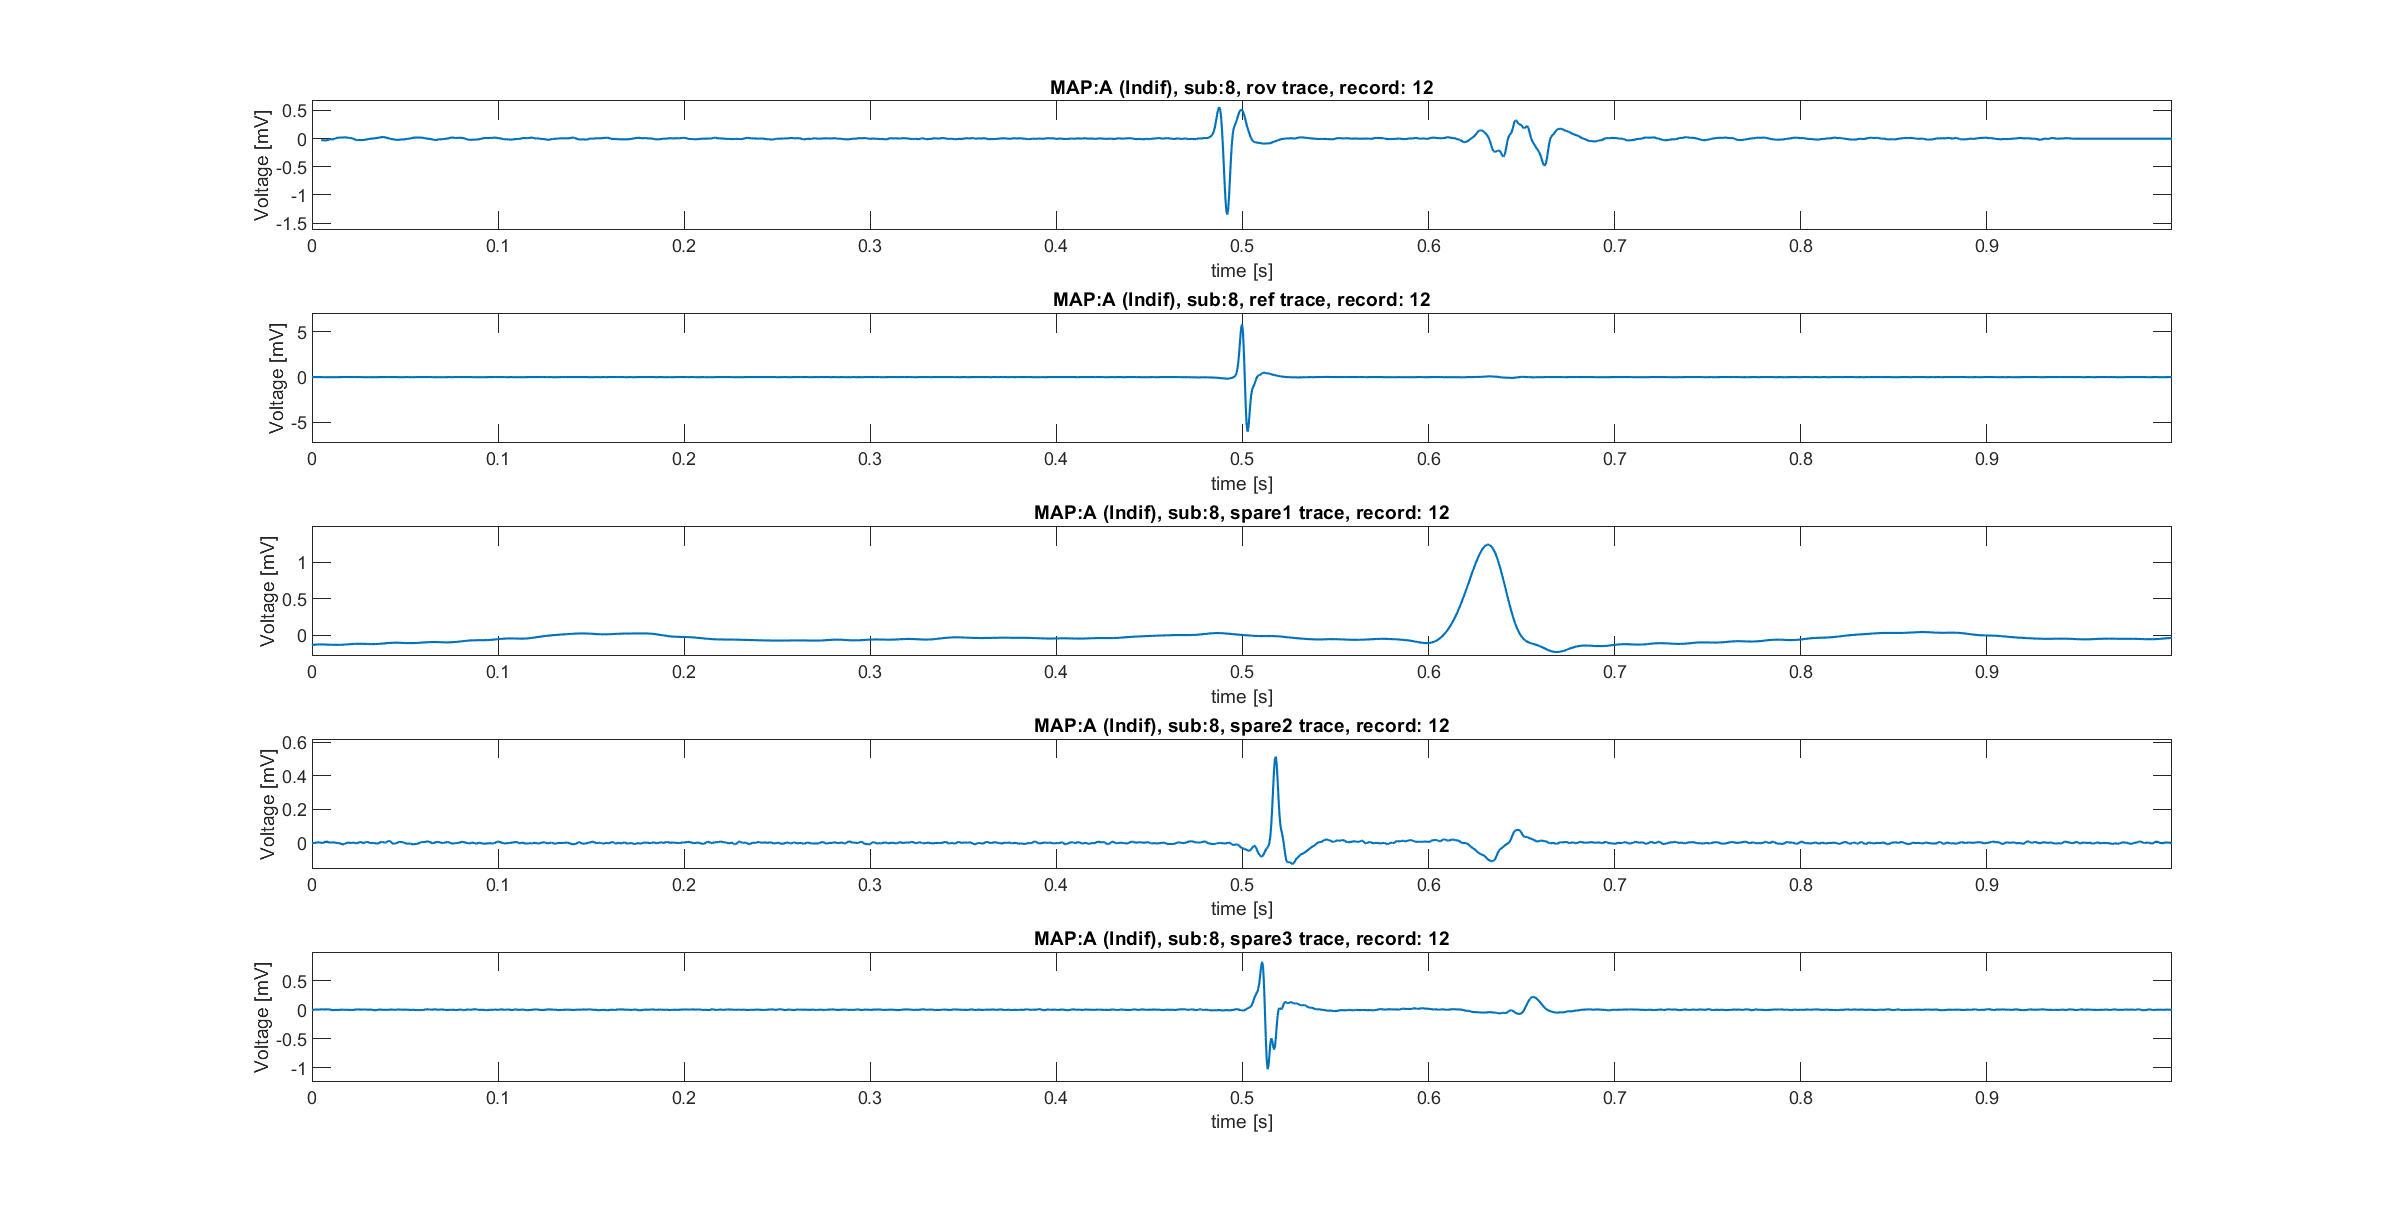 MAP:A (Indif), sub:8, rov trace, record: 12
Voltage [mV]
0.5
0
-0.5
-1
-1.5
0 0.1 0.2 0.3 0.4 0.5 0.6 0.7 0.8 0.9
time [s]
MAP:A (Indif), sub:8, ref trace, record: 12
Voltage [mV]
5
0
-5
0 0.1 0.2 0.3 0.4 0.5 0.6 0.7 0.8 0.9
time [s]
MAP:A (Indif), sub:8, spare1 trace, record: 12
Voltage [mV]
1
0.5
0
0 0.1 0.2 0.3 0.4 0.5 0.6 0.7 0.8 0.9
time [s]
MAP:A (Indif), sub:8, spare2 trace, record: 12
Voltage [mV]
0.6
0.4
0.2
0
0 0.1 0.2 0.3 0.4 0.5 0.6 0.7 0.8 0.9
time [s]
MAP:A (Indif), sub:8, spare3 trace, record: 12
Voltage [mV]
0.5
0
-0.5
-1
0 0.1 0.2 0.3 0.4 0.5 0.6 0.7 0.8 0.9
time [s]